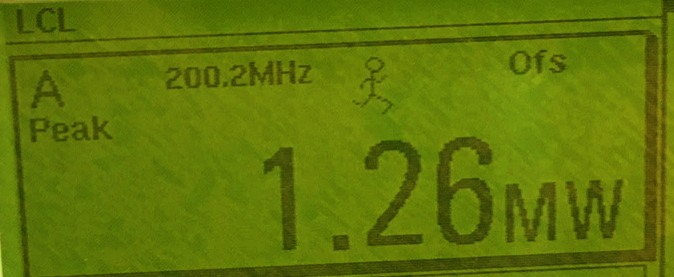 LCL
A 200.2MHz Ofs
Peak
1.26MW